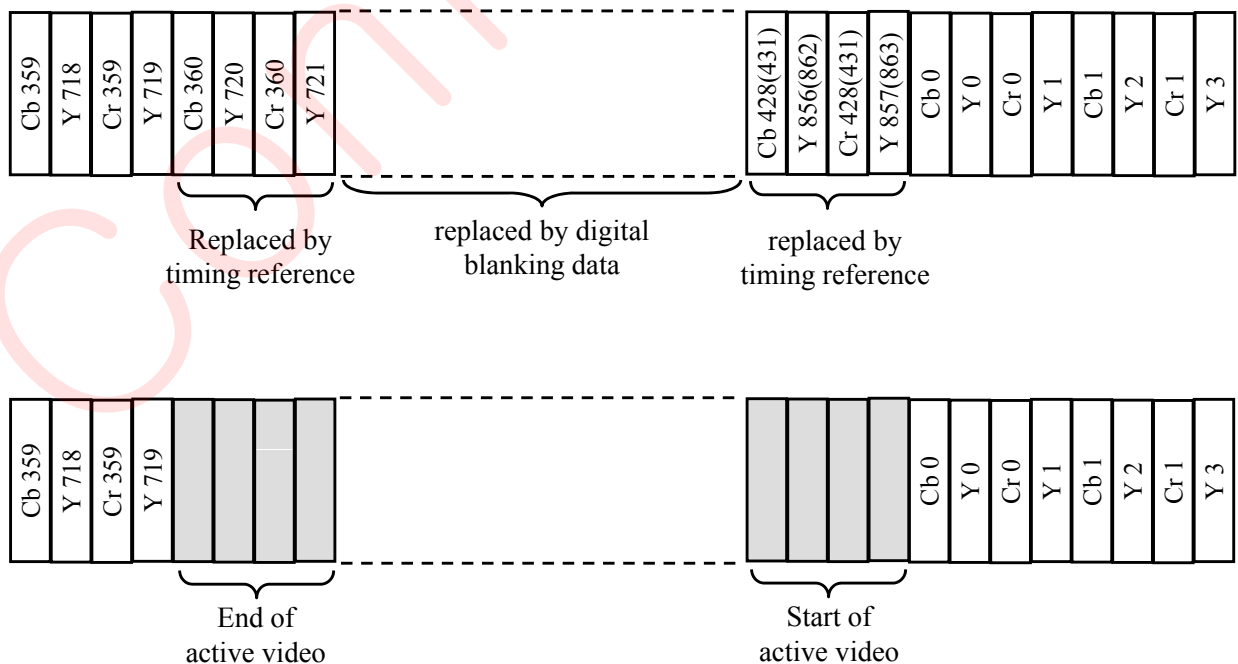 Cb 359
Y 718
Cr 359
Y 719
Cb 360
Y 720
Cr 360
Y 721
Cb 428(431)
Y 856(862)
Cr 428(431)
Y 857(863)
Cb 0
Y 0
Cr 0
Y 1
Cb 1
Y 2
Cr 1
Y 3
Replaced by
timing reference
replaced by digital
blanking data
replaced by
timing reference
Cb 359
Y 718
Cr 359
Y 719
Cb 0
Y 0
Cr 0
Y 1
Cb 1
Y 2
Cr 1
Y 3
End of
active video
Start of
active video